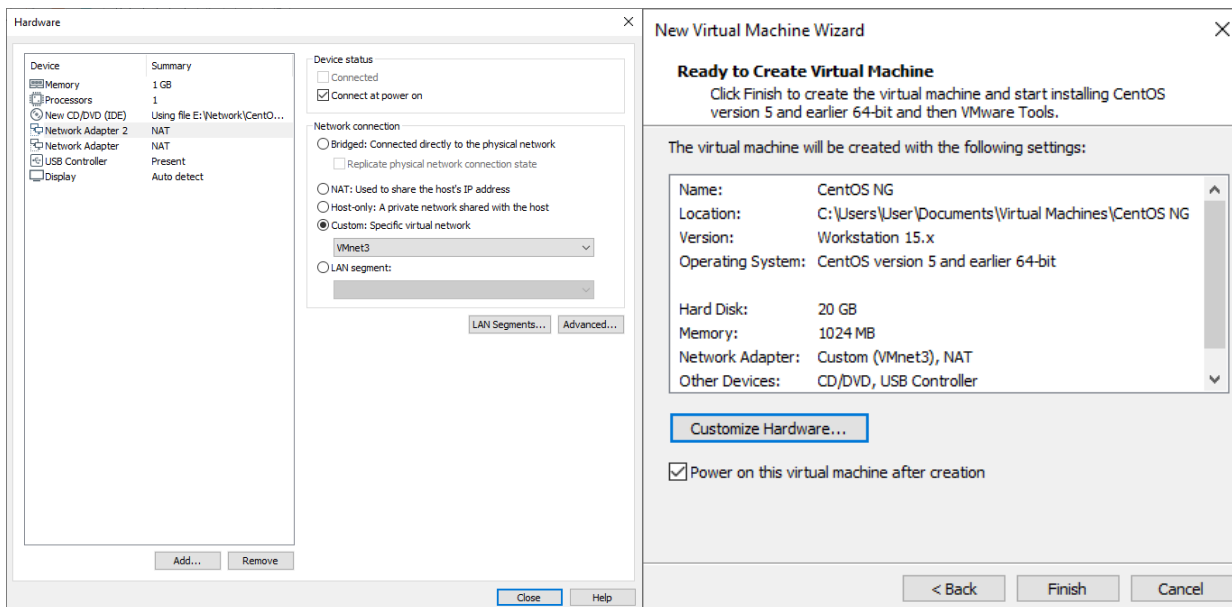 Hardware
Device Summary
Memory 1 GB
Processors 1
New CD/DVD (IDE) Using file E:\Network\CentO...
Network Adapter 2 NAT
Network Adapter NAT
USB Controller Present
Display Auto detect
Add... Remove
Device status
Connected
Connect at power on
Network connection
Bridged: Connected directly to the physical network
Replicate physical network connection state
NAT: Used to share the host's IP address
Host-only: A private network shared with the host
Custom: Specific virtual network
VMnet3
LAN segment:
LAN Segments... Advanced...
Close Help
New Virtual Machine Wizard
Ready to Create Virtual Machine
Click Finish to create the virtual machine and start installing CentOS
version 5 and earlier 64-bit and then VMware Tools.
The virtual machine will be created with the following settings:
Name: CentOS NG
Location: C:\Users\User\Documents\Virtual Machines\CentOS NG
Version: Workstation 15.x
Operating System: CentOS version 5 and earlier 64-bit
Hard Disk: 20 GB
Memory: 1024 MB
Network Adapter: Custom (VMnet3), NAT
Other Devices: CD/DVD, USB Controller
Customize Hardware...
Power on this virtual machine after creation
< Back Finish Cancel